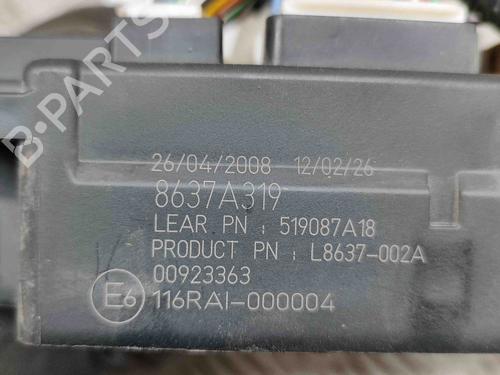 B-PARTS
26/04/2008 12/02/26
8637A319
LEAR PN : 519087A18
PRODUCT PN : L8637-002A
00923363
E6 116RAI-000004